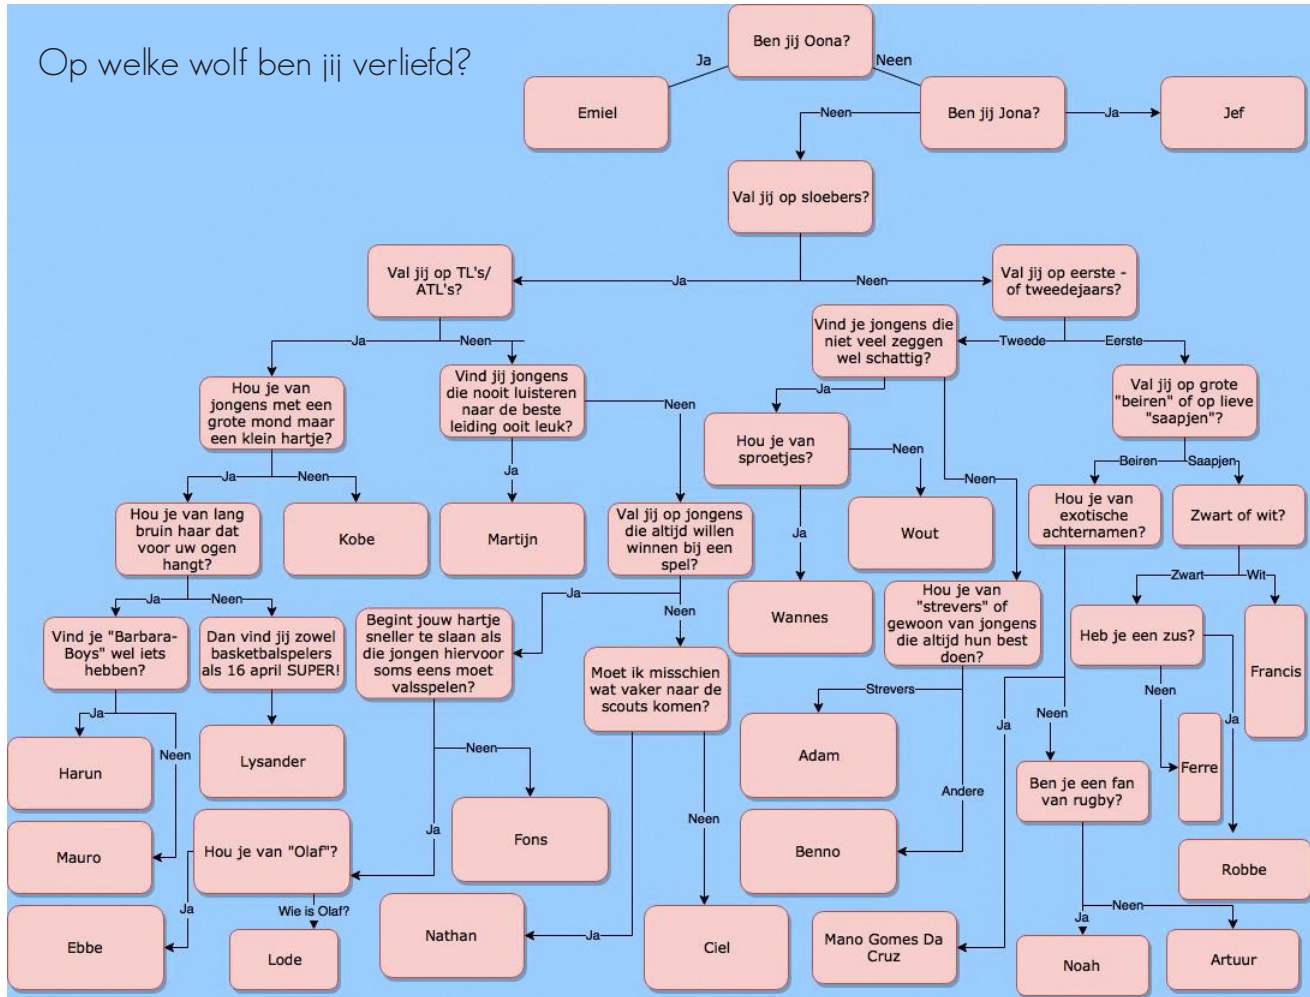 Op welke wolf ben jij verliefd?
Ben jij Oona?
Ja
Neen
Emiel
Ben jij Jona?
Neen
Ja
Jef
Val jij op sloebers?
Ja
Neen
Val jij op TL's/
ATL's?
Val jij op eerste -
of tweedejaars?
Ja
Neen
Tweede
Eerste
Vind je jongens die
niet veel zeggen
wel schattig?
Hou je van
jongens met een
grote mond maar
een klein hartje?
Vind jij jongens
die nooit luisteren
naar de beste
leiding ooit leuk?
Neen
Ja
Val jij op grote
"beiren" of op lieve
"saapjen"?
Hou je van
sproetjes?
Neen
Ja
Neen
Ja
Neen
Beiren
Saapjen
Hou je van lang
bruin haar dat
voor uw ogen
hangt?
Kobe
Martijn
Val jij op jongens
die altijd willen
winnen bij een
spel?
Ja
Wout
Hou je van
exotische
achternamen?
Zwart of wit?
Ja
Neen
Ja
Neen
Zwart
Wit
Vind je "Barbara-
Boys" wel iets
hebben?
Dan vind jij zowel
basketbalspelers
als 16 april SUPER!
Begint jouw hartje
sneller te slaan als
die jongen hiervoor
soms eens moet
valsspelen?
Wannes
Hou je van
"strevers" of
gewoon van jongens
die altijd hun best
doen?
Heb je een zus?
Francis
Moet ik misschien
wat vaker naar de
scouts komen?
Strevers
Andere
Ja
Neen
Neen
Ja
Ja
Neen
Harun
Lysander
Neen
Adam
Ben je een fan
van rugby?
Ferre
Mauro
Hou je van "Olaf"?
Ja
Fons
Neen
Benno
Robbe
Ja
Wie is Olaf?
Ja
Ja
Neen
Ebbe
Lode
Nathan
Ciel
Mano Gomes Da
Cruz
Noah
Artuur